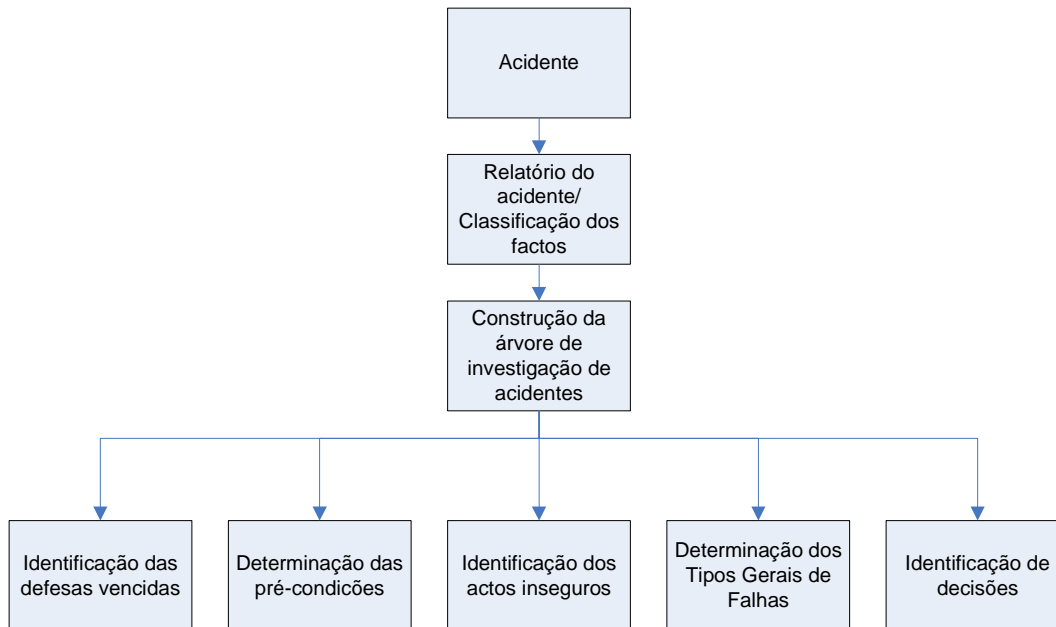 Acidente
Relatório do
acidente/
Classificação dos
factos
Construção da
árvore de
investigação de
acidentes
Identificação das
defesas vencidas
Determinação das
pré-condicões
Identificação dos
actos inseguros
Determinação dos
Tipos Gerais de
Falhas
Identificação de
decisões